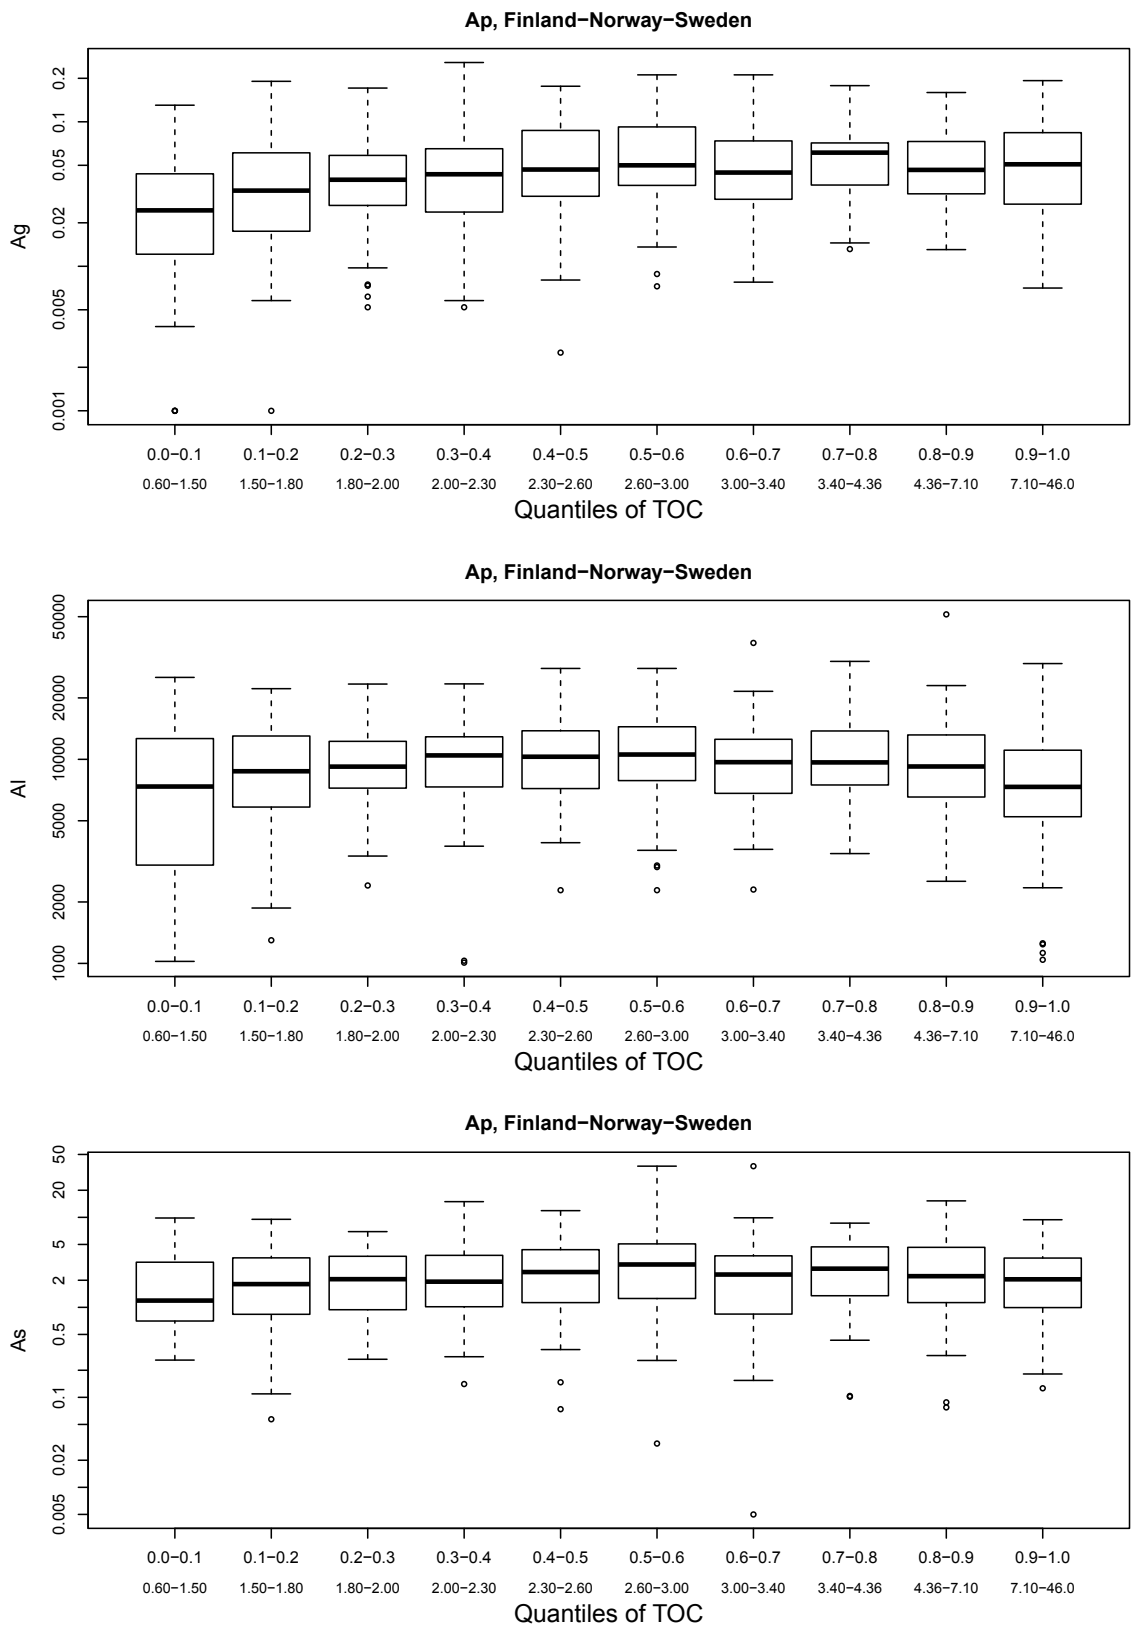 Ap, Finland−Norway−Sweden
Ag
0.2
0.1
0.05
0.02
0.005
0.001
0.0−0.1 0.1−0.2 0.2−0.3 0.3−0.4 0.4−0.5 0.5−0.6 0.6−0.7 0.7−0.8 0.8−0.9 0.9−1.0
0.60−1.50 1.50−1.80 1.80−2.00 2.00−2.30 2.30−2.60 2.60−3.00 3.00−3.40 3.40−4.36 4.36−7.10 7.10−46.0
Quantiles of TOC
Ap, Finland−Norway−Sweden
Al
50000
20000
10000
5000
2000
1000
0.0−0.1 0.1−0.2 0.2−0.3 0.3−0.4 0.4−0.5 0.5−0.6 0.6−0.7 0.7−0.8 0.8−0.9 0.9−1.0
0.60−1.50 1.50−1.80 1.80−2.00 2.00−2.30 2.30−2.60 2.60−3.00 3.00−3.40 3.40−4.36 4.36−7.10 7.10−46.0
Quantiles of TOC
Ap, Finland−Norway−Sweden
As
50
20
5
2
0.5
0.1
0.02
0.005
0.0−0.1 0.1−0.2 0.2−0.3 0.3−0.4 0.4−0.5 0.5−0.6 0.6−0.7 0.7−0.8 0.8−0.9 0.9−1.0
0.60−1.50 1.50−1.80 1.80−2.00 2.00−2.30 2.30−2.60 2.60−3.00 3.00−3.40 3.40−4.36 4.36−7.10 7.10−46.0
Quantiles of TOC